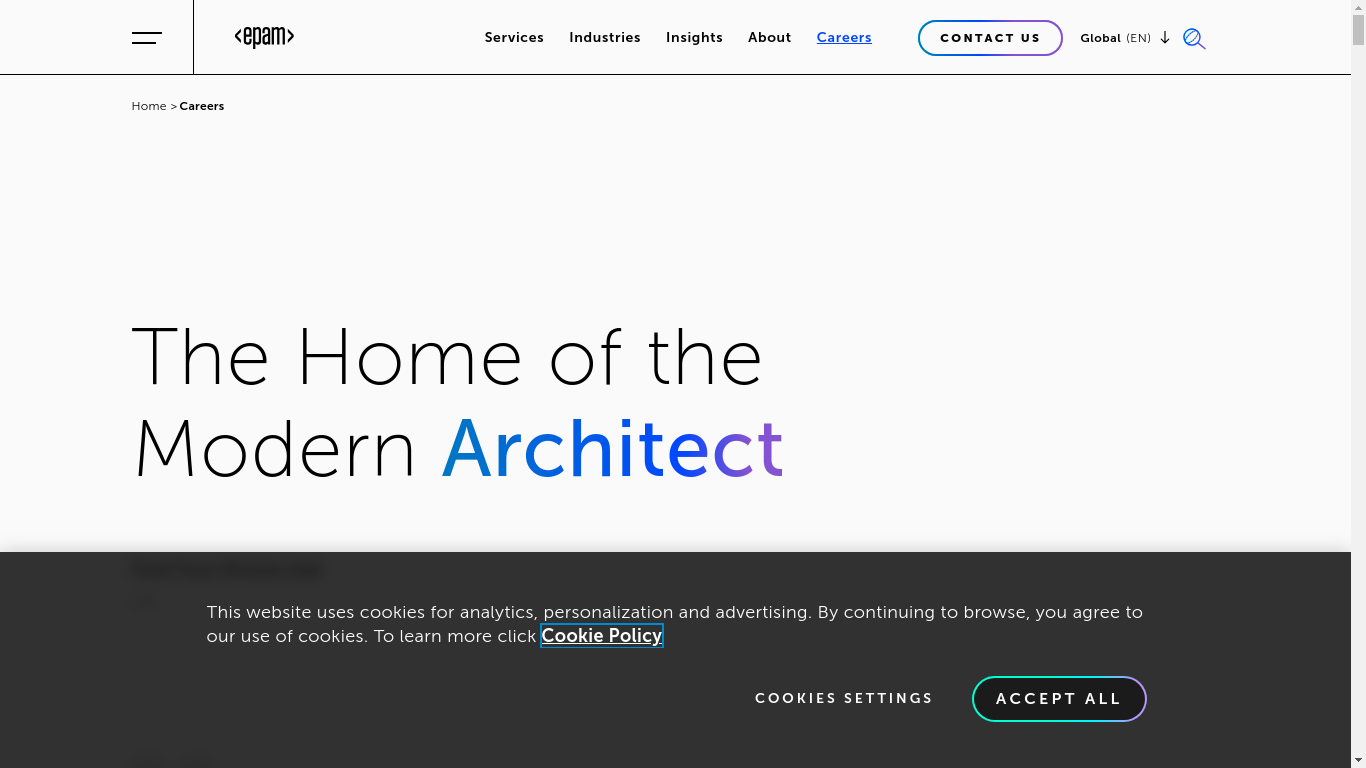 <epam>
Services
Industries
Insights
About
Careers
CONTACT US
Global (EN)
Home > Careers
The Home of the
Modern Architect
This website uses cookies for analytics, personalization and advertising. By continuing to browse, you agree to
our use of cookies. To learn more click Cookie Policy
COOKIES SETTINGS
ACCEPT ALL